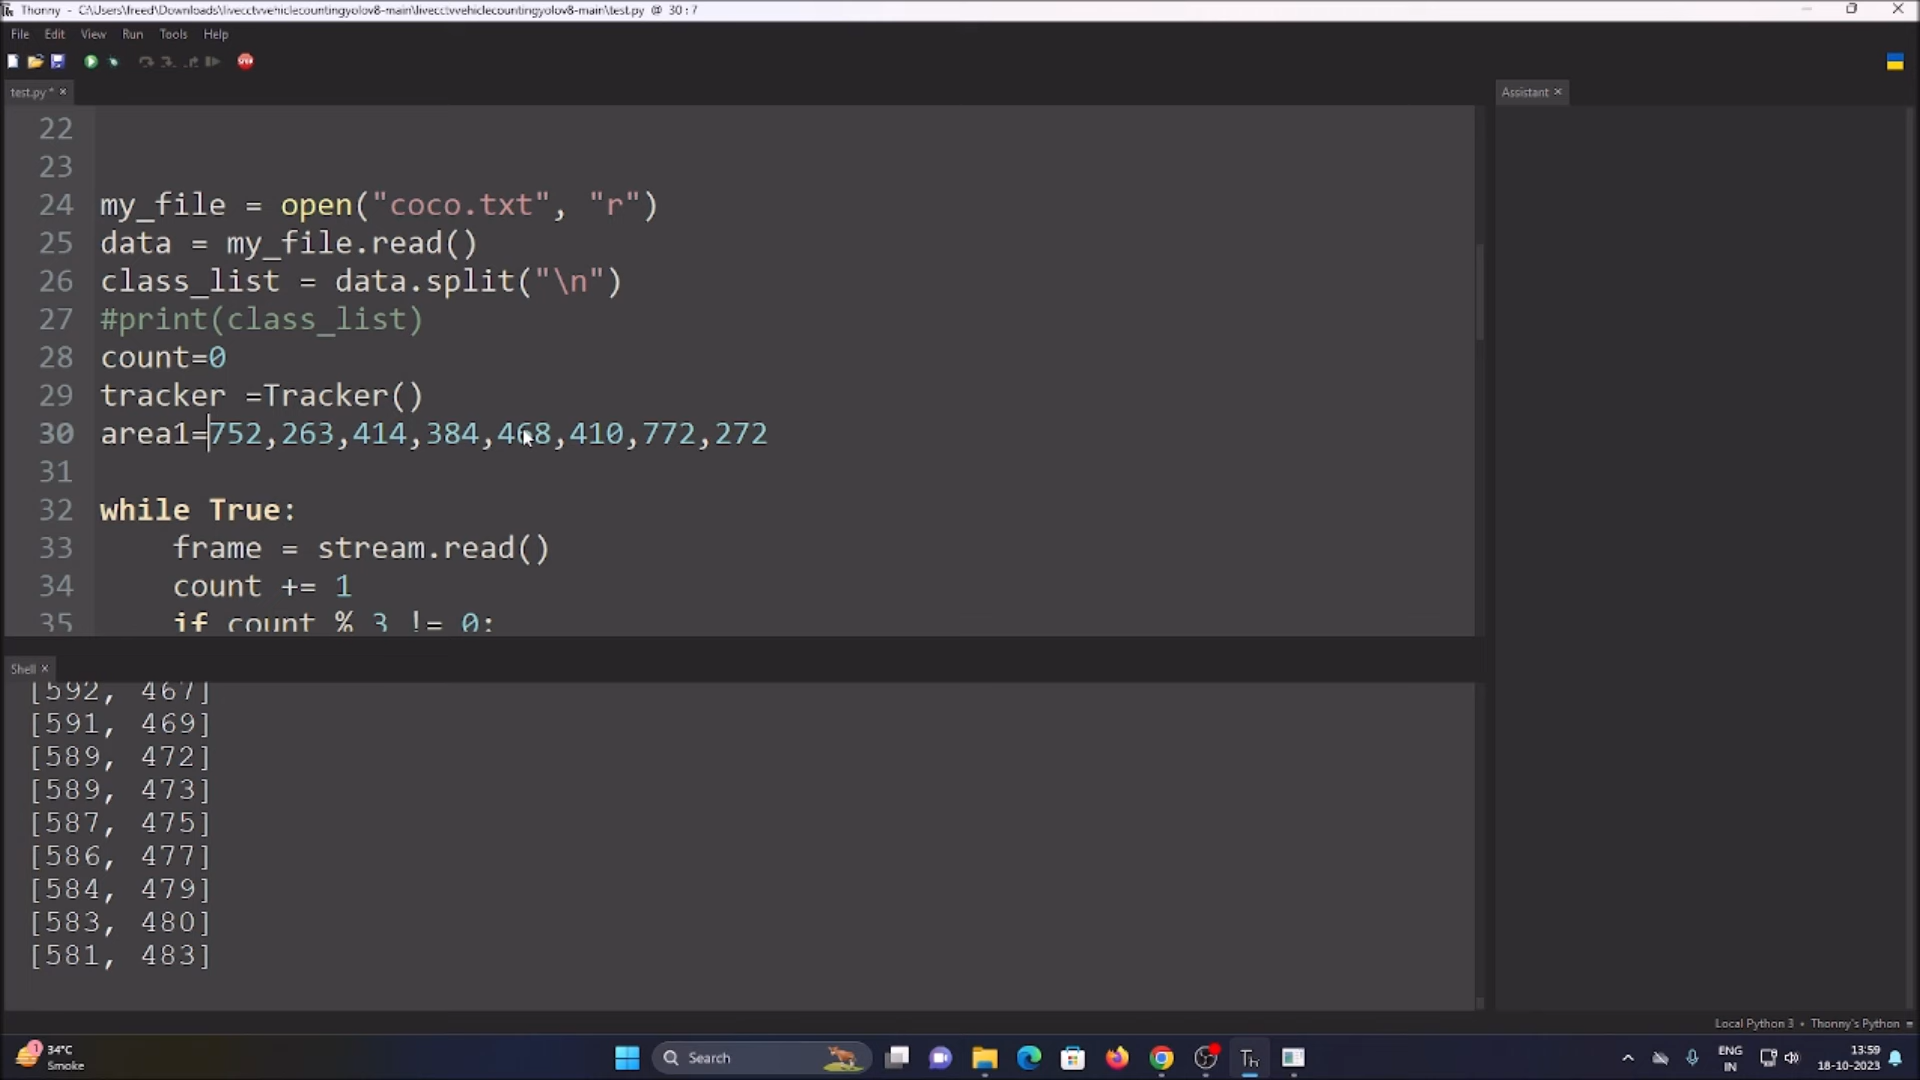 Thonny - C:\Users\freed\Downloads\livecctvvehiclecountingyolov8-main\livecctvvehiclecountingyolov8-main\test.py @ 30 : 7
File Edit View Run Tools Help
test.py * ×
Assistant ×
22
23
24 my_file = open("coco.txt", "r")
25 data = my_file.read()
26 class_list = data.split("\n")
27 #print(class_list)
28 count=0
29 tracker =Tracker()
30 area1=752,263,414,384,468,410,772,272
31
32 while True:
33 frame = stream.read()
34 count += 1
35 if count % 3 != 0:
Shell ×
[592, 467]
[591, 469]
[589, 472]
[589, 473]
[587, 475]
[586, 477]
[584, 479]
[583, 480]
[581, 483]
Local Python 3 • Thonny's Python
1
34°C
Smoke
Search
Th
ENG
IN
13:59
18-10-2023